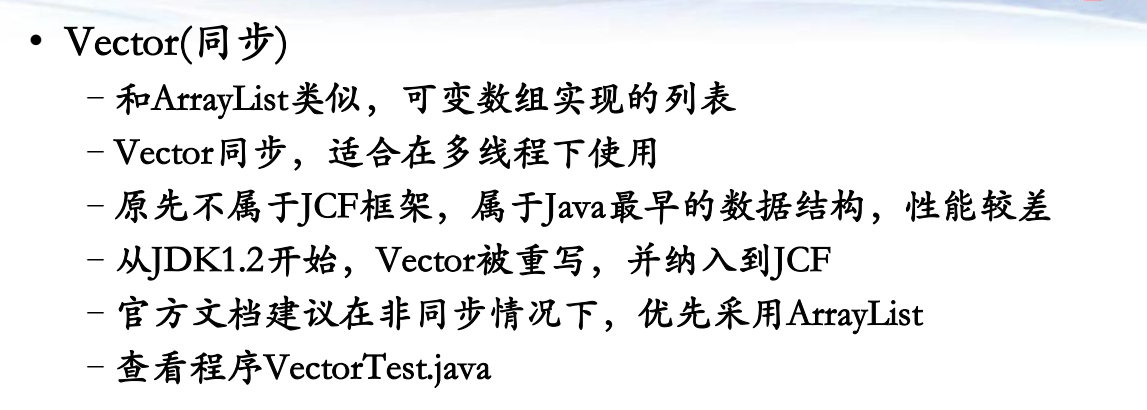 • Vector(同步)
– 和ArrayList类似，可变数组实现的列表
– Vector同步，适合在多线程下使用
– 原先不属于JCF框架，属于Java最早的数据结构，性能较差
– 从JDK1.2开始，Vector被重写，并纳入到JCF
– 官方文档建议在非同步情况下，优先采用ArrayList
– 查看程序VectorTest.java